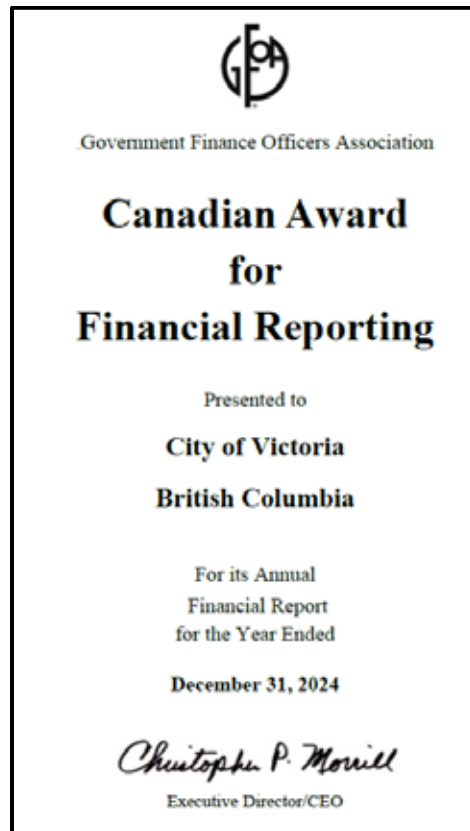 GFOA
Government Finance Officers Association
Canadian Award
for
Financial Reporting
Presented to
City of Victoria
British Columbia
For its Annual
Financial Report
for the Year Ended
December 31, 2024
Christopher P. Morrill
Executive Director/CEO